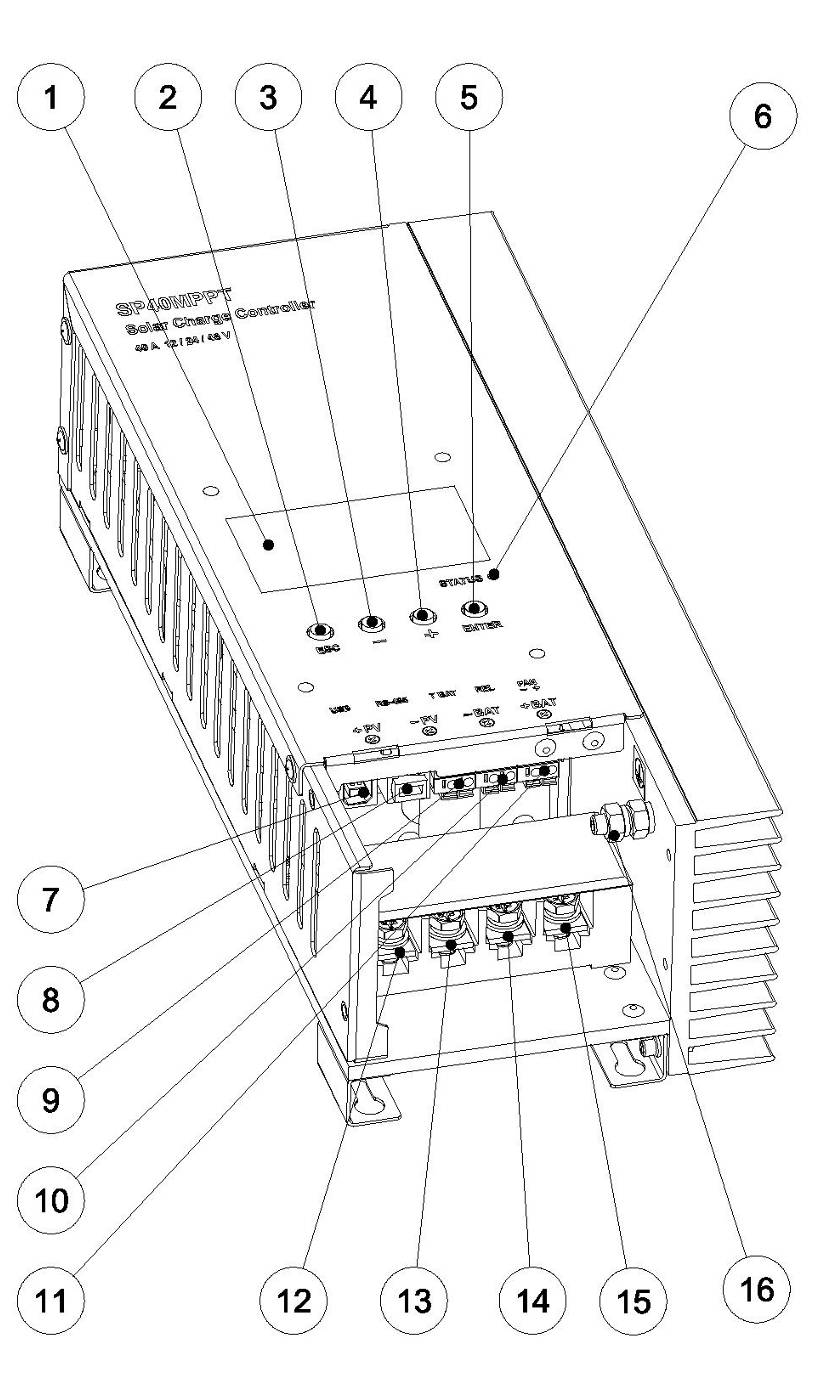 1 2 3 4 5
6
SP40MPPT
Solar Charge Controller
40 A 12 / 24 / 48 V
STATUS
ESC − + ENTER
USB RS-485 T BAT REL FAN
− +
+PV −PV −BAT +BAT
7
8
9
10
11 12 13 14 15 16